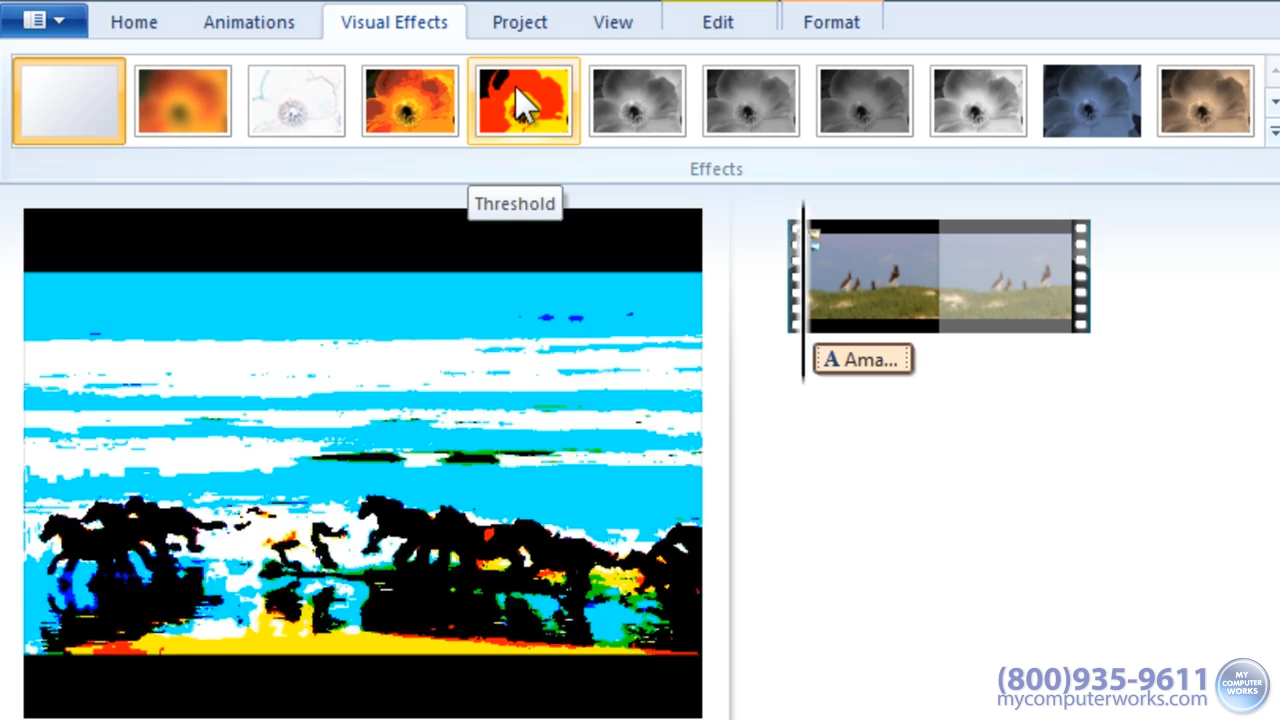 Home Animations Visual Effects Project View Edit Format
Effects
Threshold
A Ama...
(800)935-9611
mycomputerworks.com
MY
COMPUTER
WORKS